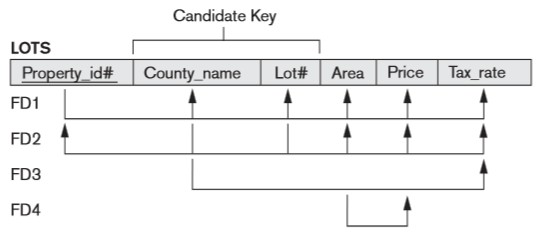 Candidate Key
LOTS
Property_id# County_name Lot# Area Price Tax_rate
FD1
FD2
FD3
FD4